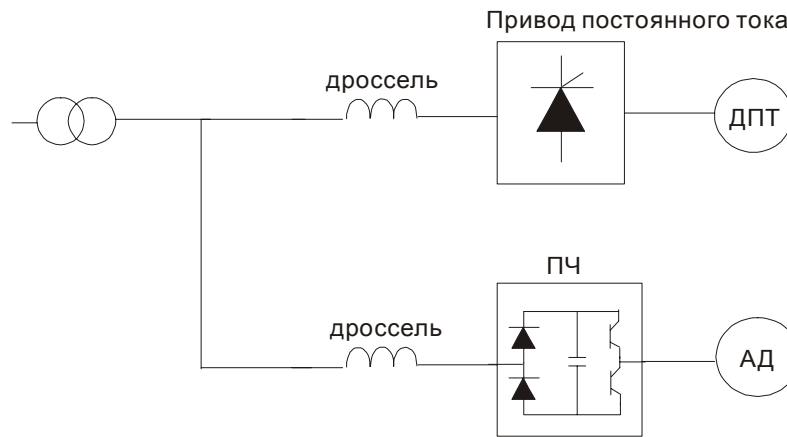 Привод постоянного тока
дроссель
ДПТ
ПЧ
дроссель
АД